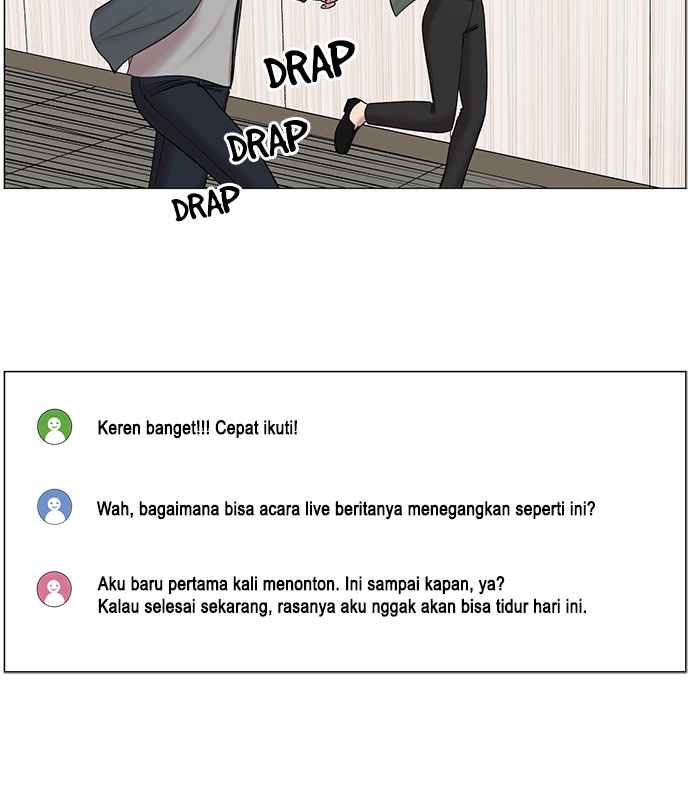 DRAP
DRAP
DRAP
Keren banget!!! Cepat ikuti!
Wah, bagaimana bisa acara live beritanya menegangkan seperti ini?
Aku baru pertama kali menonton. Ini sampai kapan, ya?
Kalau selesai sekarang, rasanya aku nggak akan bisa tidur hari ini.